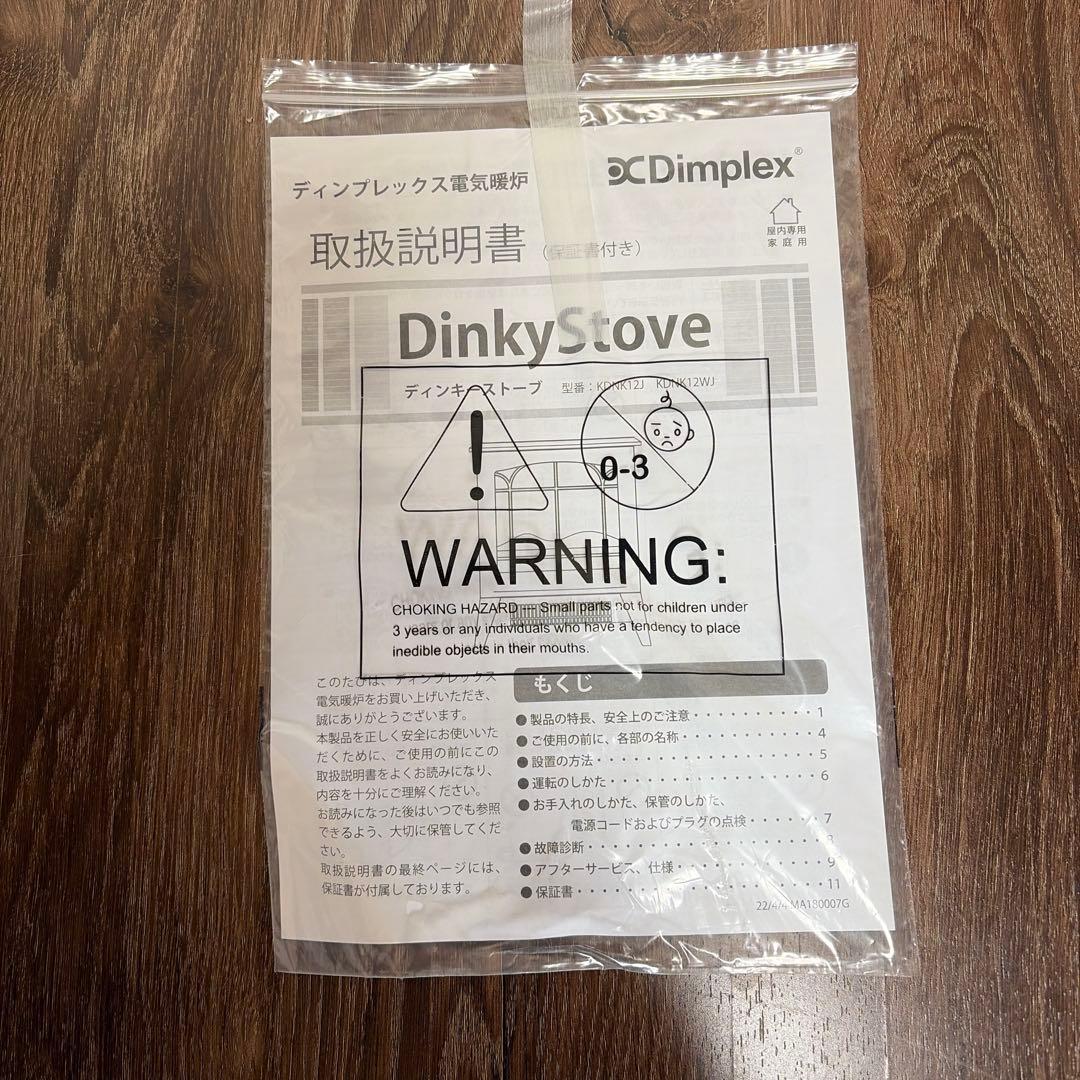 ディンプレックス電気暖炉
Dimplex®
屋内専用
家庭用
取扱説明書（保証書付き）
DinkyStove
ディンキーストーブ 型番：KDNK12J KDNK12WJ
0-3
WARNING:
CHOKING HAZARD — Small parts not for children under
3 years or any individuals who have a tendency to place
inedible objects in their mouths.
このたびは、ディンプレックス
電気暖炉をお買い上げいただき、
誠にありがとうございます。
本製品を正しく安全にお使いいた
だくために、ご使用の前にこの
取扱説明書をよくお読みになり、
内容を十分にご理解ください。
お読みになった後はいつでも参照
できるよう、大切に保管してくだ
さい。
取扱説明書の最終ページには、
保証書が付属しております。
もくじ
●製品の特長、安全上のご注意・・・・・・・・・・1
●ご使用の前に、各部の名称・・・・・・・・・・・4
●設置の方法・・・・・・・・・・・・・・・・・・5
●運転のしかた・・・・・・・・・・・・・・・・・6
●お手入れのしかた、保管のしかた、
電源コードおよびプラグの点検・・・・・・7
●故障診断・・・・・・・・・・・・・・・・・・・
●アフターサービス、仕様・・・・・・・・・・・・9
●保証書・・・・・・・・・・・・・・・・・・・・11
22/4/4 MA180007G